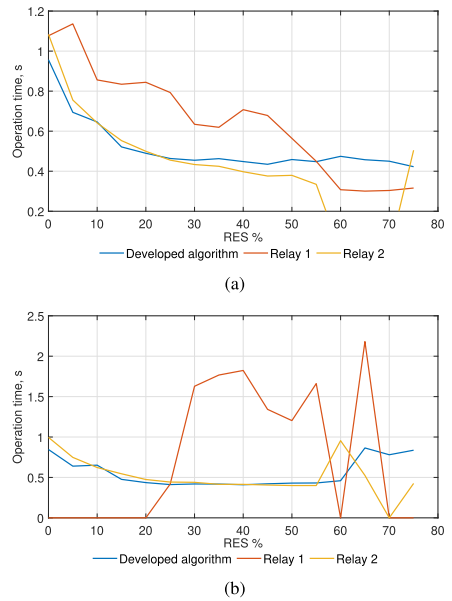 1.2
1
0.8
0.6
0.4
0.2
Operation time, s
0 10 20 30 40 50 60 70 80
RES %
Developed algorithm Relay 1 Relay 2
(a)
2.5
2
1.5
1
0.5
0
Operation time, s
0 10 20 30 40 50 60 70 80
RES %
Developed algorithm Relay 1 Relay 2
(b)